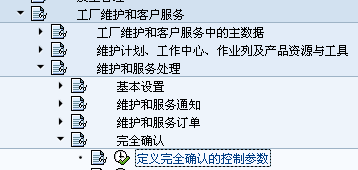 工厂维护和客户服务
工厂维护和客户服务中的主数据
维护计划、工作中心、作业列及产品资源与工具
维护和服务处理
基本设置
维护和服务通知
维护和服务订单
完全确认
定义完全确认的控制参数